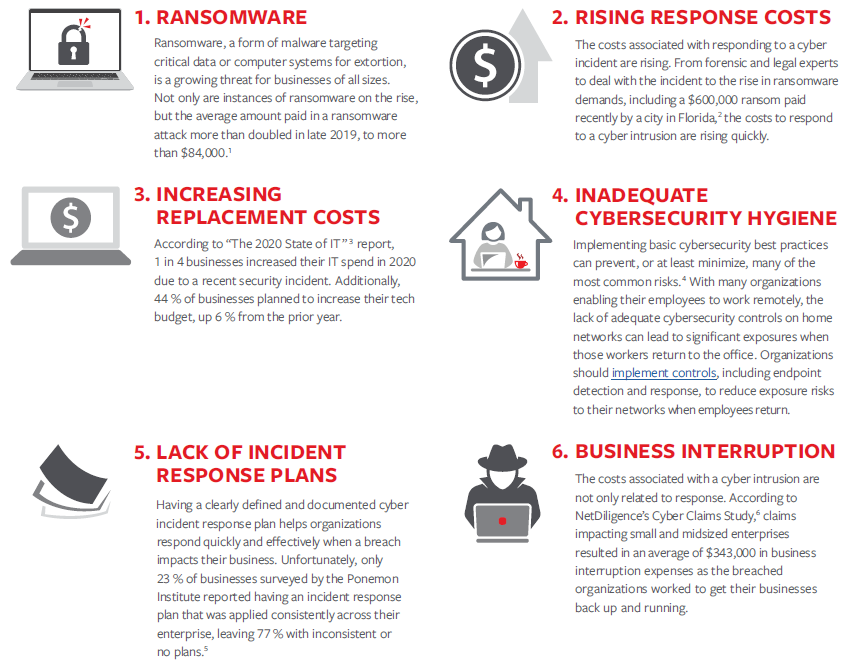 1. RANSOMWARE
Ransomware, a form of malware targeting
critical data or computer systems for extortion,
is a growing threat for businesses of all sizes.
Not only are instances of ransomware on the rise,
but the average amount paid in a ransomware
attack more than doubled in late 2019, to more
than $84,000.¹
2. RISING RESPONSE COSTS
The costs associated with responding to a cyber
incident are rising. From forensic and legal experts
to deal with the incident to the rise in ransomware
demands, including a $600,000 ransom paid
recently by a city in Florida,² the costs to respond
to a cyber intrusion are rising quickly.
$
3. INCREASING
REPLACEMENT COSTS
According to “The 2020 State of IT” ³ report,
1 in 4 businesses increased their IT spend in 2020
due to a recent security incident. Additionally,
44 % of businesses planned to increase their tech
budget, up 6 % from the prior year.
$
4. INADEQUATE
CYBERSECURITY HYGIENE
Implementing basic cybersecurity best practices
can prevent, or at least minimize, many of the
most common risks.⁴ With many organizations
enabling their employees to work remotely, the
lack of adequate cybersecurity controls on home
networks can lead to significant exposures when
those workers return to the office. Organizations
should implement controls, including endpoint
detection and response, to reduce exposure risks
to their networks when employees return.
5. LACK OF INCIDENT
RESPONSE PLANS
Having a clearly defined and documented cyber
incident response plan helps organizations
respond quickly and effectively when a breach
impacts their business. Unfortunately, only
23 % of businesses surveyed by the Ponemon
Institute reported having an incident response
plan that was applied consistently across their
enterprise, leaving 77 % with inconsistent or
no plans.⁵
6. BUSINESS INTERRUPTION
The costs associated with a cyber intrusion are
not only related to response. According to
NetDiligence’s Cyber Claims Study,⁶ claims
impacting small and midsized enterprises
resulted in an average of $343,000 in business
interruption expenses as the breached
organizations worked to get their businesses
back up and running.